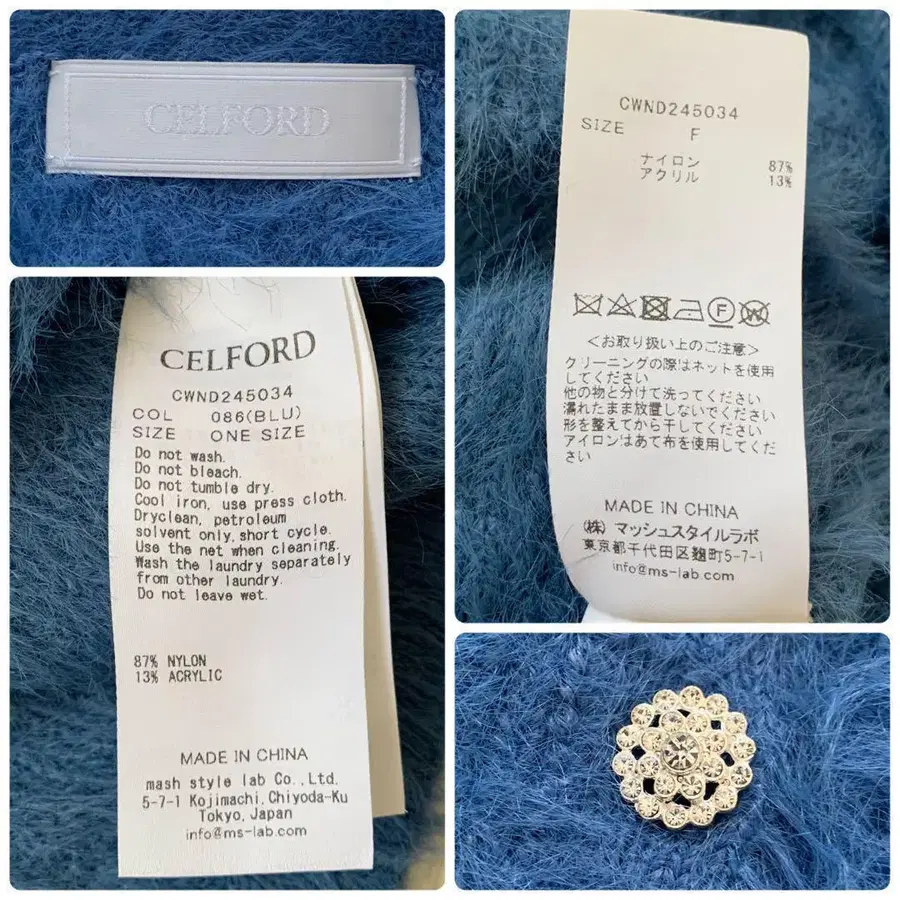 CELFORD
CWND245034
SIZE F
ナイロン 87%
アクリル 13%
<お取り扱い上のご注意>
クリーニングの際はネットを使用
してください
他の物と分けて洗ってください
濡れたまま放置しないでください
形を整えてから干してください
アイロンはあて布を使用してくだ
さい
MADE IN CHINA
(株) マッシュスタイルラボ
東京都千代田区麹町5-7-1
info@ms-lab.com
CELFORD
CWND245034
COL 086(BLU)
SIZE ONE SIZE
Do not wash.
Do not bleach.
Do not tumble dry.
Cool iron, use press cloth.
Dryclean, petroleum
solvent only,short cycle.
Use the net when cleaning.
Wash the laundry separately
from other laundry.
Do not leave wet.
87% NYLON
13% ACRYLIC
MADE IN CHINA
mash style lab Co.,Ltd.
5-7-1 Kojimachi,Chiyoda-Ku
Tokyo,Japan
info@ms-lab.com